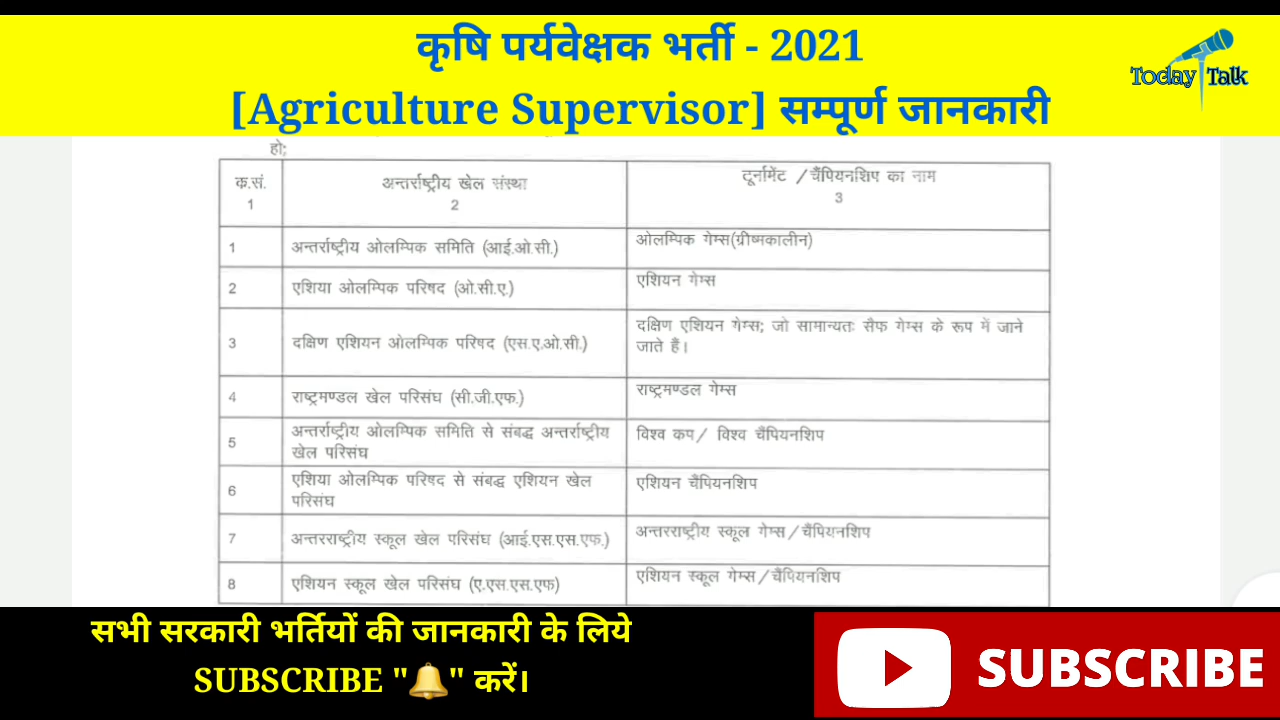 कृषि पर्यवेक्षक भर्ती - 2021
[Agriculture Supervisor] सम्पूर्ण जानकारी
Today Talk
हो;
क.सं. अन्तर्राष्ट्रीय खेल संस्था टूर्नामेंट /चैंपियनशिप का नाम
1 2 3
1 अन्तर्राष्ट्रीय ओलम्पिक समिति (आई.ओ.सी.) ओलम्पिक गेम्स(ग्रीष्मकालीन)
2 एशिया ओलम्पिक परिषद (ओ.सी.ए.) एशियन गेम्स
3 दक्षिण एशियन ओलम्पिक परिषद (एस.ए.ओ.सी.) दक्षिण एशियन गेम्स; जो सामान्यतः सैफ गेम्स के रूप में जाने
जाते हैं।
4 राष्ट्रमण्डल खेल परिसंघ (सी.जी.एफ.) राष्ट्रमण्डल गेम्स
5 अन्तर्राष्ट्रीय ओलम्पिक समिति से संबद्ध अन्तर्राष्ट्रीय विश्व कप/ विश्व चैंपियनशिप
खेल परिसंघ
6 एशिया ओलम्पिक परिषद से संबद्ध एशियन खेल एशियन चैंपियनशिप
परिसंघ
7 अन्तरराष्ट्रीय स्कूल खेल परिसंघ (आई.एस.एस.एफ.) अन्तरराष्ट्रीय स्कूल गेम्स/चैंपियनशिप
8 एशियन स्कूल खेल परिसंघ (ए.एस.एस.एफ) एशियन स्कूल गेम्स/चैंपियनशिप
सभी सरकारी भर्तियों की जानकारी के लिये
SUBSCRIBE "🔔" करें।
SUBSCRIBE